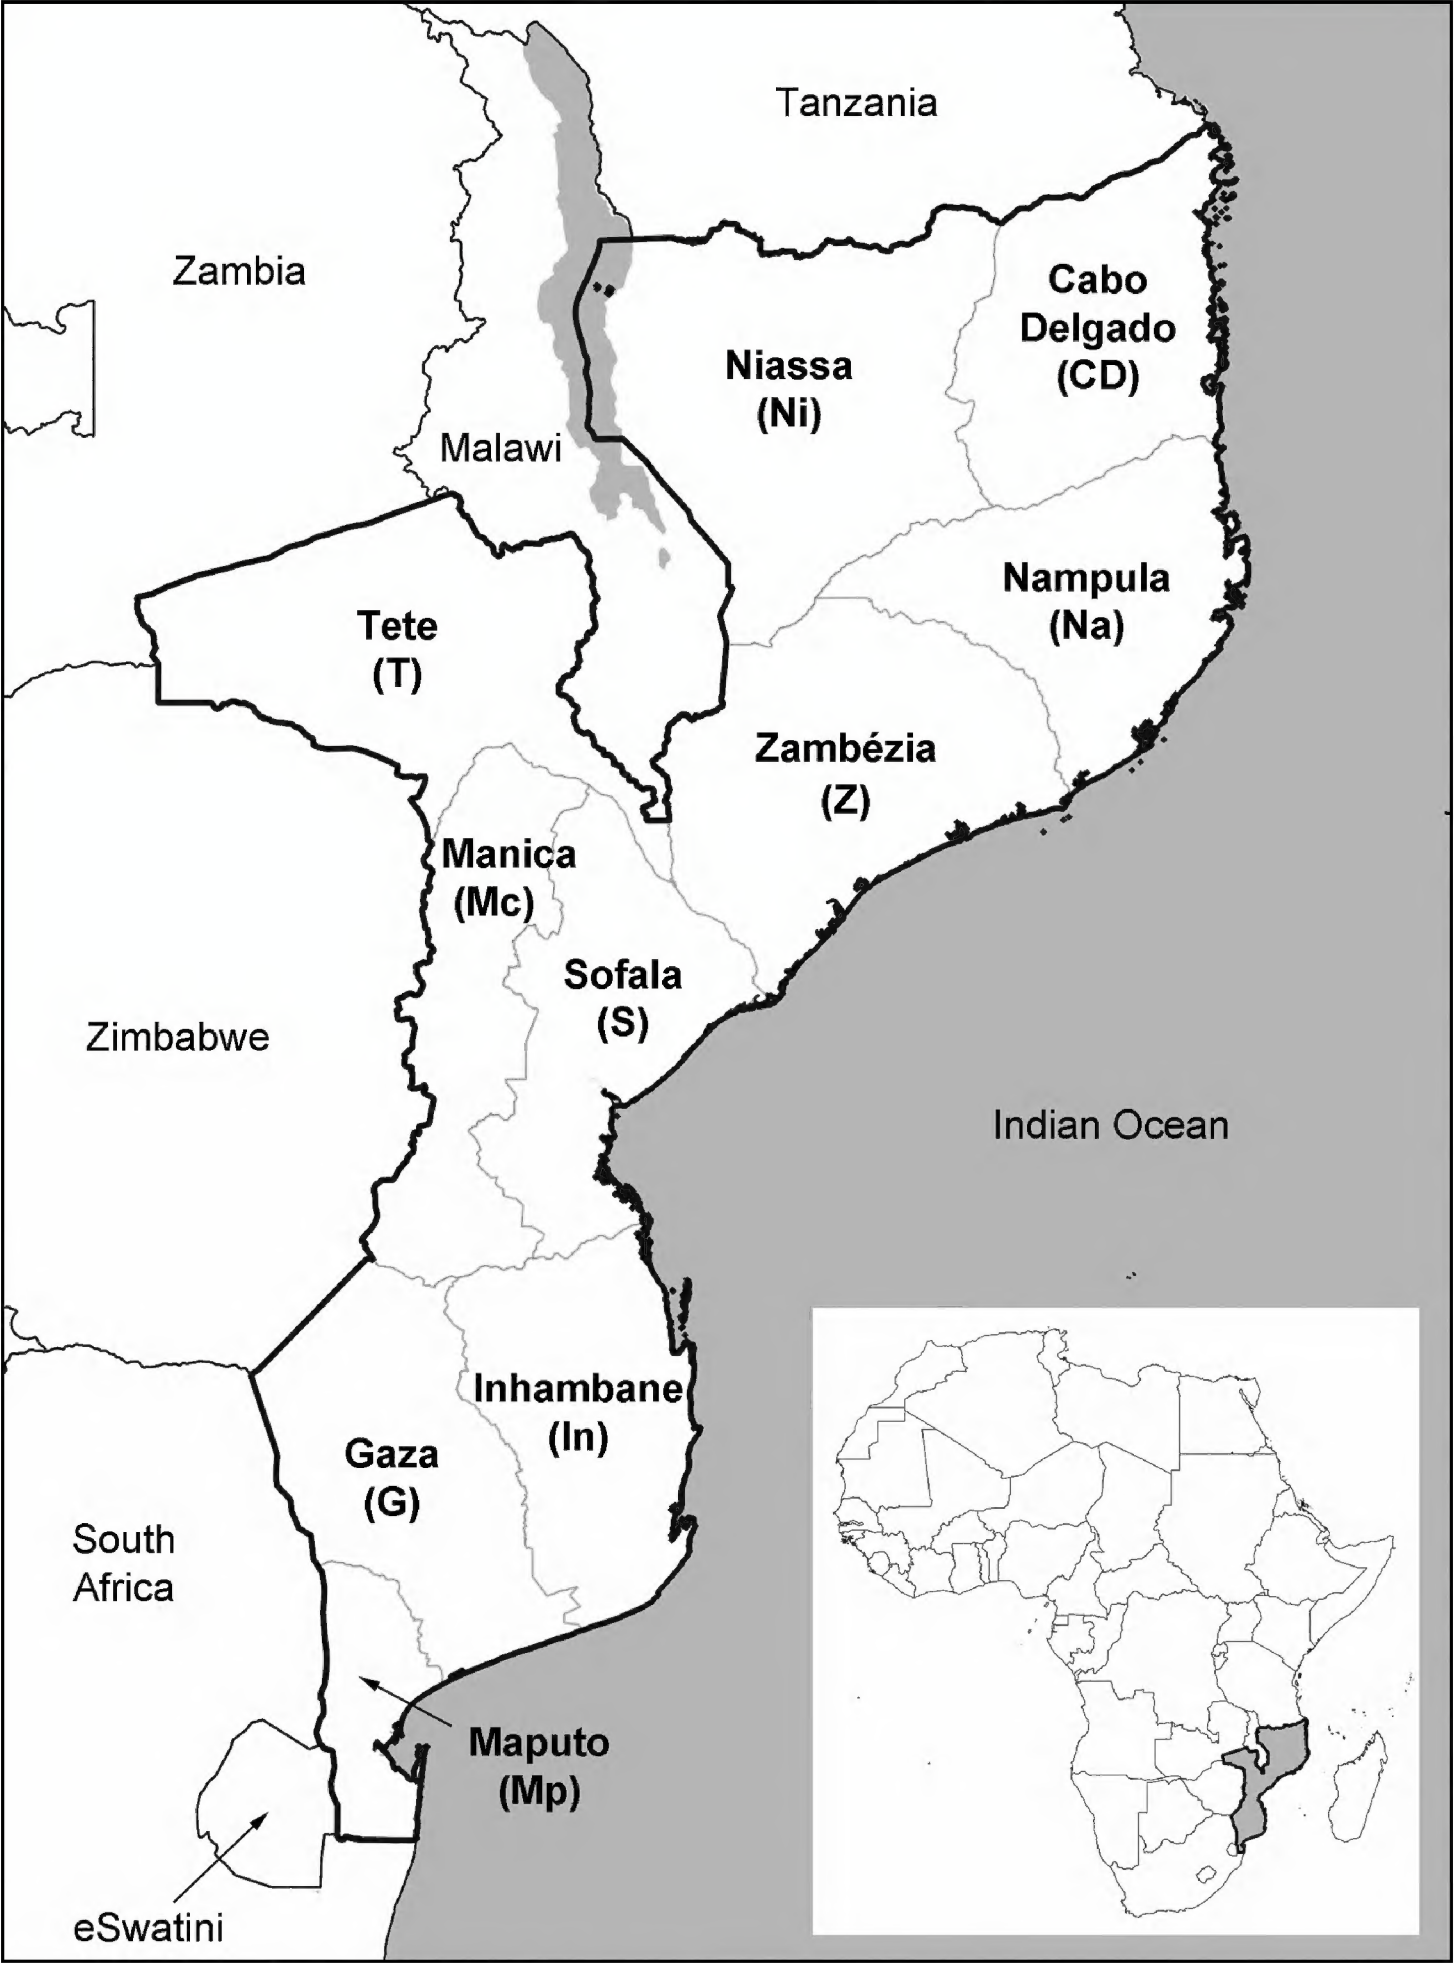 Tanzania
Zambia
Cabo
Delgado
(CD)
Niassa
(Ni)
Malawi
Nampula
(Na)
Tete
(T)
Zambézia
(Z)
Manica
(Mc)
Sofala
(S)
Zimbabwe
Indian Ocean
Inhambane
(In)
Gaza
(G)
South
Africa
Maputo
(Mp)
eSwatini